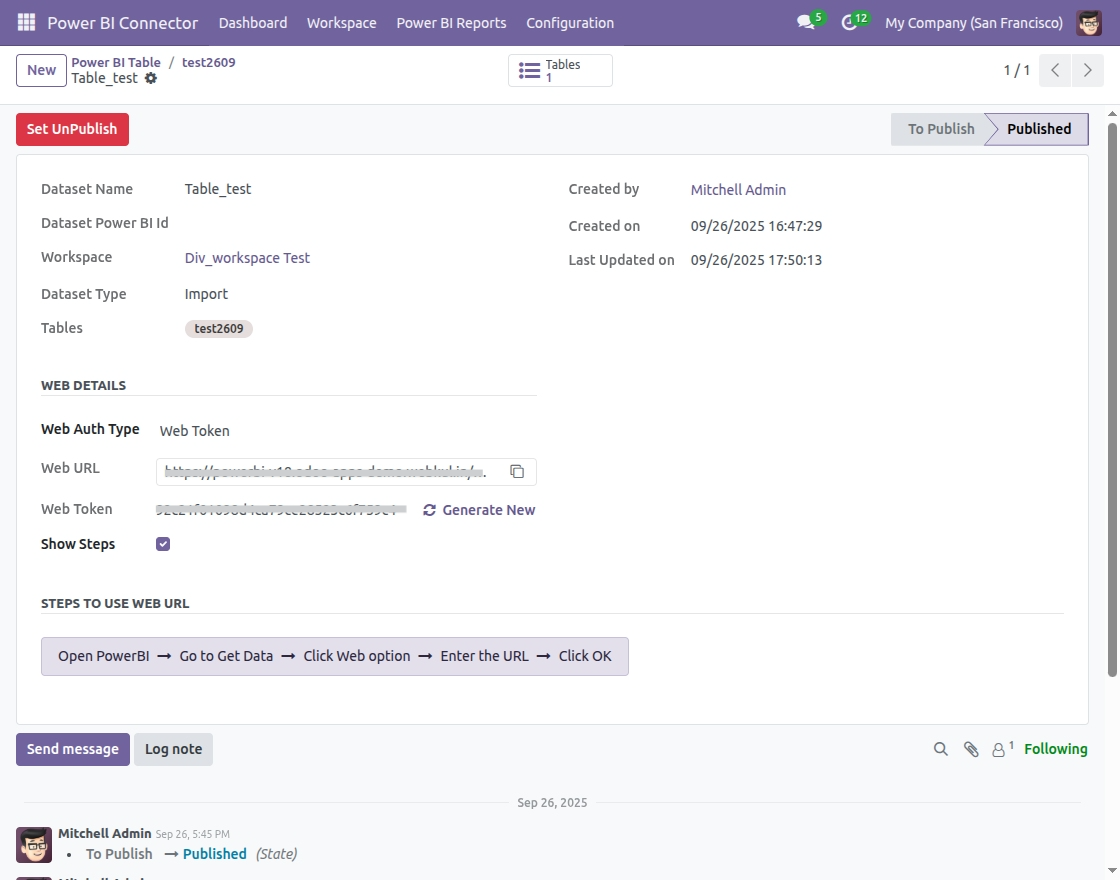 Power BI Connector Dashboard Workspace Power BI Reports Configuration 5 12 My Company (San Francisco)
New Power BI Table / test2609
Table_test
Tables
1
1 / 1
Set UnPublish
To Publish Published
Dataset Name Table_test
Dataset Power BI Id
Workspace Div_workspace Test
Dataset Type Import
Tables test2609
Created by Mitchell Admin
Created on 09/26/2025 16:47:29
Last Updated on 09/26/2025 17:50:13
WEB DETAILS
Web Auth Type Web Token
Web URL
Web Token Generate New
Show Steps
STEPS TO USE WEB URL
Open PowerBI → Go to Get Data → Click Web option → Enter the URL → Click OK
Send message Log note
1 Following
Sep 26, 2025
Mitchell Admin Sep 26, 5:45 PM
• To Publish → Published (State)